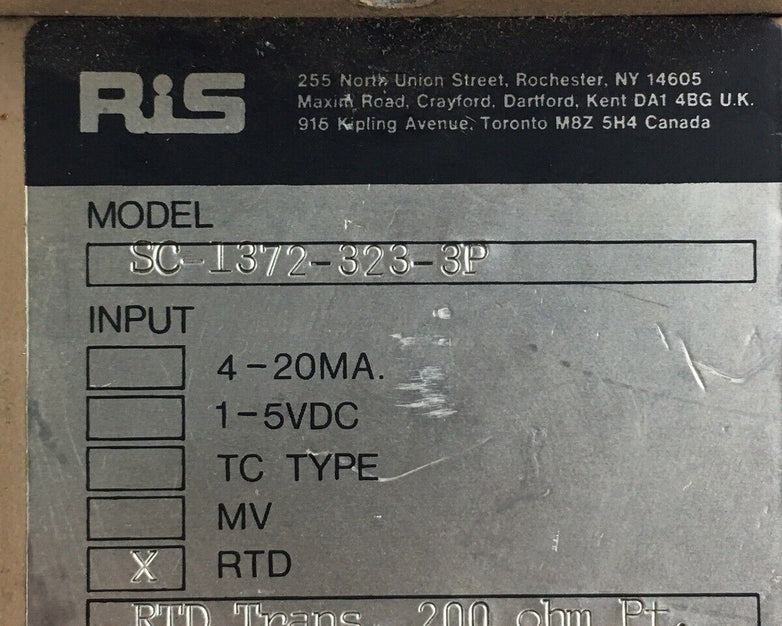 RiS
255 North Union Street, Rochester, NY 14605
Maxim Road, Crayford, Dartford, Kent DA1 4BG U.K.
915 Kipling Avenue, Toronto M8Z 5H4 Canada
MODEL
SC-1372-323-3P
INPUT
4-20MA.
1-5VDC
TC TYPE
MV
X RTD
RTD Trans. 200 ohm Pt.